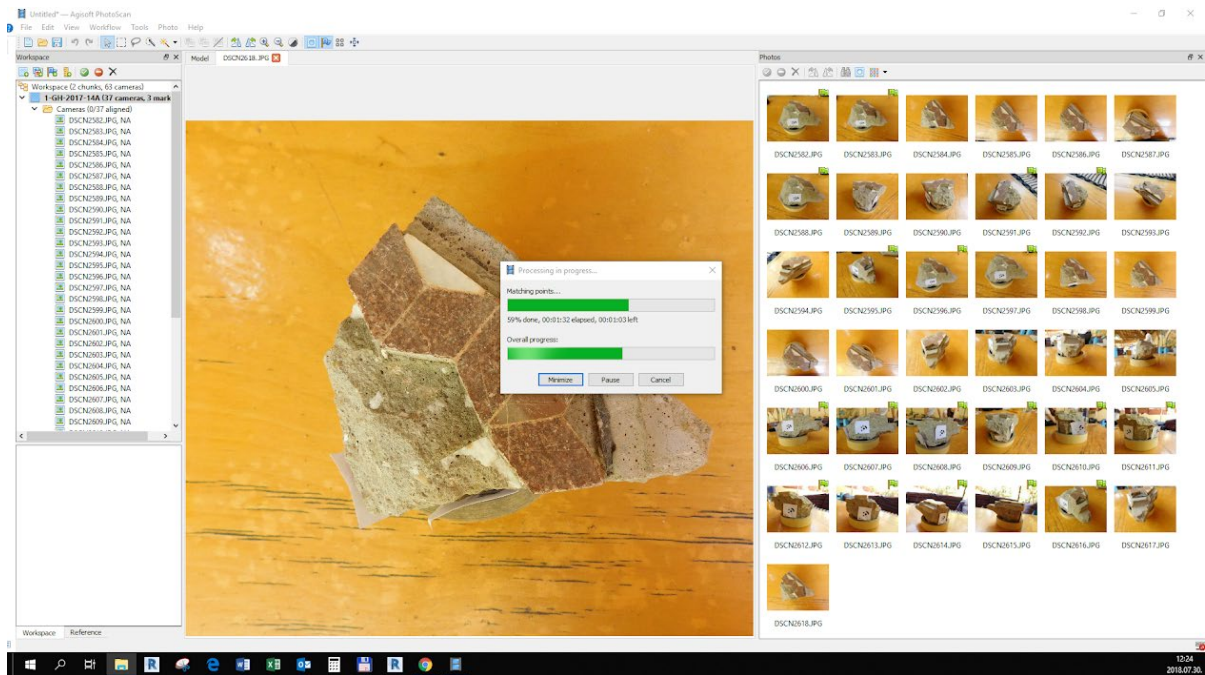 Untitled* — Agisoft PhotoScan
File Edit View Workflow Tools Photo Help
Workspace
Model DSCN2618.JPG
Photos
Workspace (2 chunks, 63 cameras)
1-GH-2017-14A (37 cameras, 3 mark
Cameras (0/37 aligned)
DSCN2582.JPG, NA
DSCN2583.JPG, NA
DSCN2584.JPG, NA
DSCN2585.JPG, NA
DSCN2586.JPG, NA
DSCN2587.JPG, NA
DSCN2588.JPG, NA
DSCN2589.JPG, NA
DSCN2590.JPG, NA
DSCN2591.JPG, NA
DSCN2592.JPG, NA
DSCN2593.JPG, NA
DSCN2594.JPG, NA
DSCN2595.JPG, NA
DSCN2596.JPG, NA
DSCN2597.JPG, NA
DSCN2598.JPG, NA
DSCN2599.JPG, NA
DSCN2600.JPG, NA
DSCN2601.JPG, NA
DSCN2602.JPG, NA
DSCN2603.JPG, NA
DSCN2604.JPG, NA
DSCN2605.JPG, NA
DSCN2606.JPG, NA
DSCN2607.JPG, NA
DSCN2608.JPG, NA
DSCN2609.JPG, NA
Workspace Reference
Processing in progress...
Matching points...
59% done, 00:01:32 elapsed, 00:01:03 left
Overall progress:
Minimize Pause Cancel
DSCN2582.JPG DSCN2583.JPG DSCN2584.JPG DSCN2585.JPG DSCN2586.JPG DSCN2587.JPG
DSCN2588.JPG DSCN2589.JPG DSCN2590.JPG DSCN2591.JPG DSCN2592.JPG DSCN2593.JPG
DSCN2594.JPG DSCN2595.JPG DSCN2596.JPG DSCN2597.JPG DSCN2598.JPG DSCN2599.JPG
DSCN2600.JPG DSCN2601.JPG DSCN2602.JPG DSCN2603.JPG DSCN2604.JPG DSCN2605.JPG
DSCN2606.JPG DSCN2607.JPG DSCN2608.JPG DSCN2609.JPG DSCN2610.JPG DSCN2611.JPG
DSCN2612.JPG DSCN2613.JPG DSCN2614.JPG DSCN2615.JPG DSCN2616.JPG DSCN2617.JPG
DSCN2618.JPG
12:24
2018.07.30.